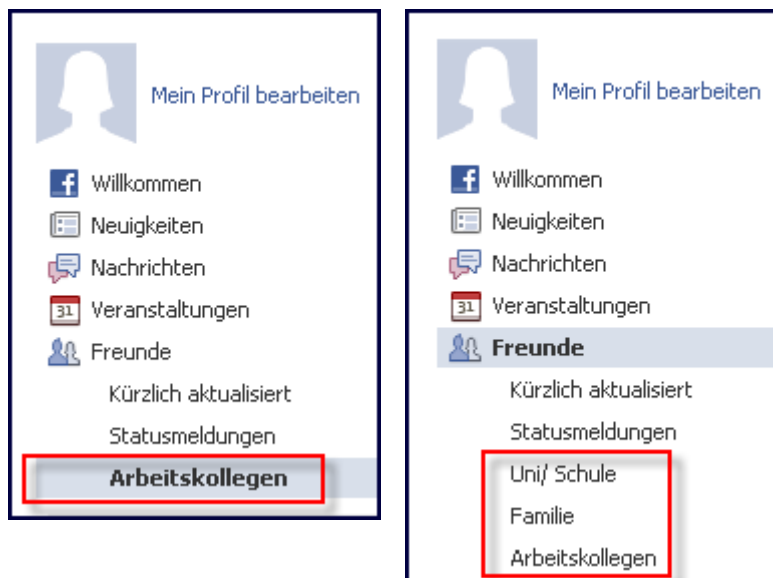 Mein Profil bearbeiten
Willkommen
Neuigkeiten
Nachrichten
31 Veranstaltungen
Freunde
Kürzlich aktualisiert
Statusmeldungen
Arbeitskollegen
Mein Profil bearbeiten
Willkommen
Neuigkeiten
Nachrichten
31 Veranstaltungen
Freunde
Kürzlich aktualisiert
Statusmeldungen
Uni/ Schule
Familie
Arbeitskollegen